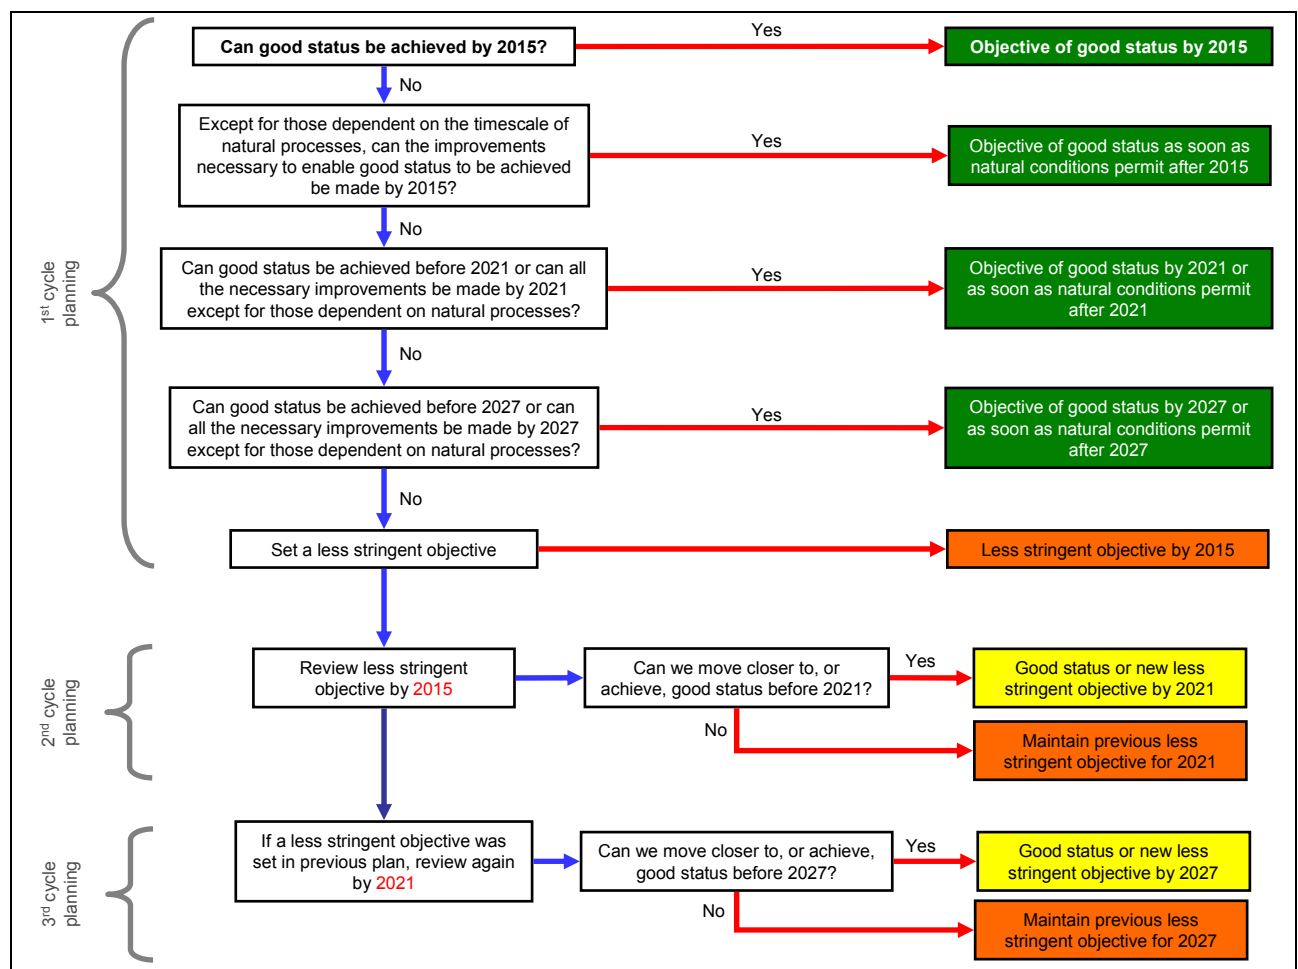 Can good status be achieved by 2015?
Yes
Objective of good status by 2015
No
Except for those dependent on the timescale of
natural processes, can the improvements
necessary to enable good status to be achieved
be made by 2015?
Yes
Objective of good status as soon as
natural conditions permit after 2015
No
1st cycle
planning
Can good status be achieved before 2021 or can all
the necessary improvements be made by 2021
except for those dependent on natural processes?
Yes
Objective of good status by 2021 or
as soon as natural conditions permit
after 2021
No
Can good status be achieved before 2027 or can
all the necessary improvements be made by 2027
except for those dependent on natural processes?
Yes
Objective of good status by 2027 or
as soon as natural conditions permit
after 2027
No
Set a less stringent objective
Less stringent objective by 2015
2nd cycle
planning
Review less stringent
objective by 2015
Can we move closer to, or
achieve, good status before 2021?
Yes
Good status or new less
stringent objective by 2021
No
Maintain previous less
stringent objective for 2021
3rd cycle
planning
If a less stringent objective was
set in previous plan, review again
by 2021
Can we move closer to, or achieve,
good status before 2027?
Yes
Good status or new less
stringent objective by 2027
No
Maintain previous less
stringent objective for 2027